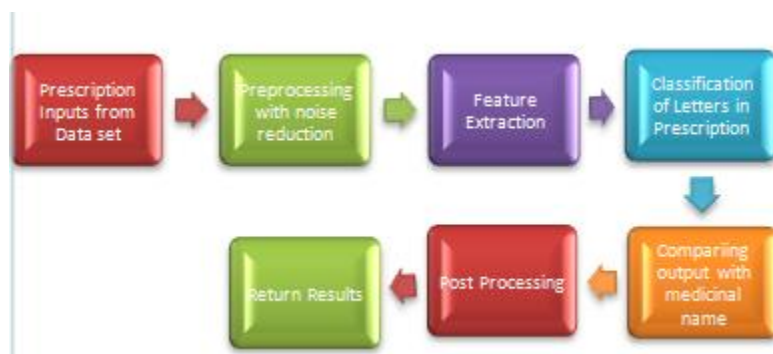 Prescription
Inputs from
Data set
Preprocessing
with noise
reduction
Feature
Extraction
Classification
of Letters in
Prescription
Compariing
output with
medicinal
name
Post Processing
Return Results